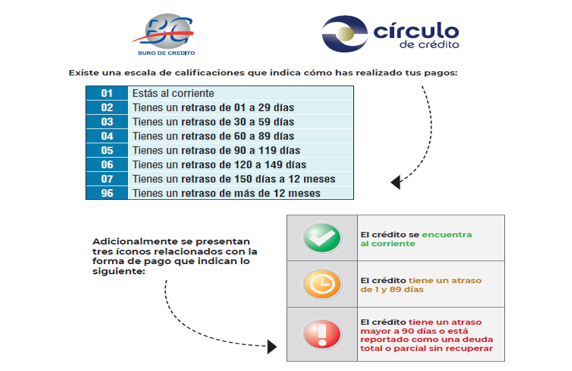 BC
BURO DE CREDITO
círculo
de crédito
Existe una escala de calificaciones que indica cómo has realizado tus pagos:
01 Estás al corriente
02 Tienes un retraso de 01 a 29 días
03 Tienes un retraso de 30 a 59 días
04 Tienes un retraso de 60 a 89 días
05 Tienes un retraso de 90 a 119 días
06 Tienes un retraso de 120 a 149 días
07 Tienes un retraso de 150 días a 12 meses
96 Tienes un retraso de más de 12 meses
Adicionalmente se presentan
tres íconos relacionados con la
forma de pago que indican lo
siguiente:
El crédito se encuentra
al corriente
El crédito tiene un atraso
de 1 y 89 días
El crédito tiene un atraso
mayor a 90 días o está
reportado como una deuda
total o parcial sin recuperar